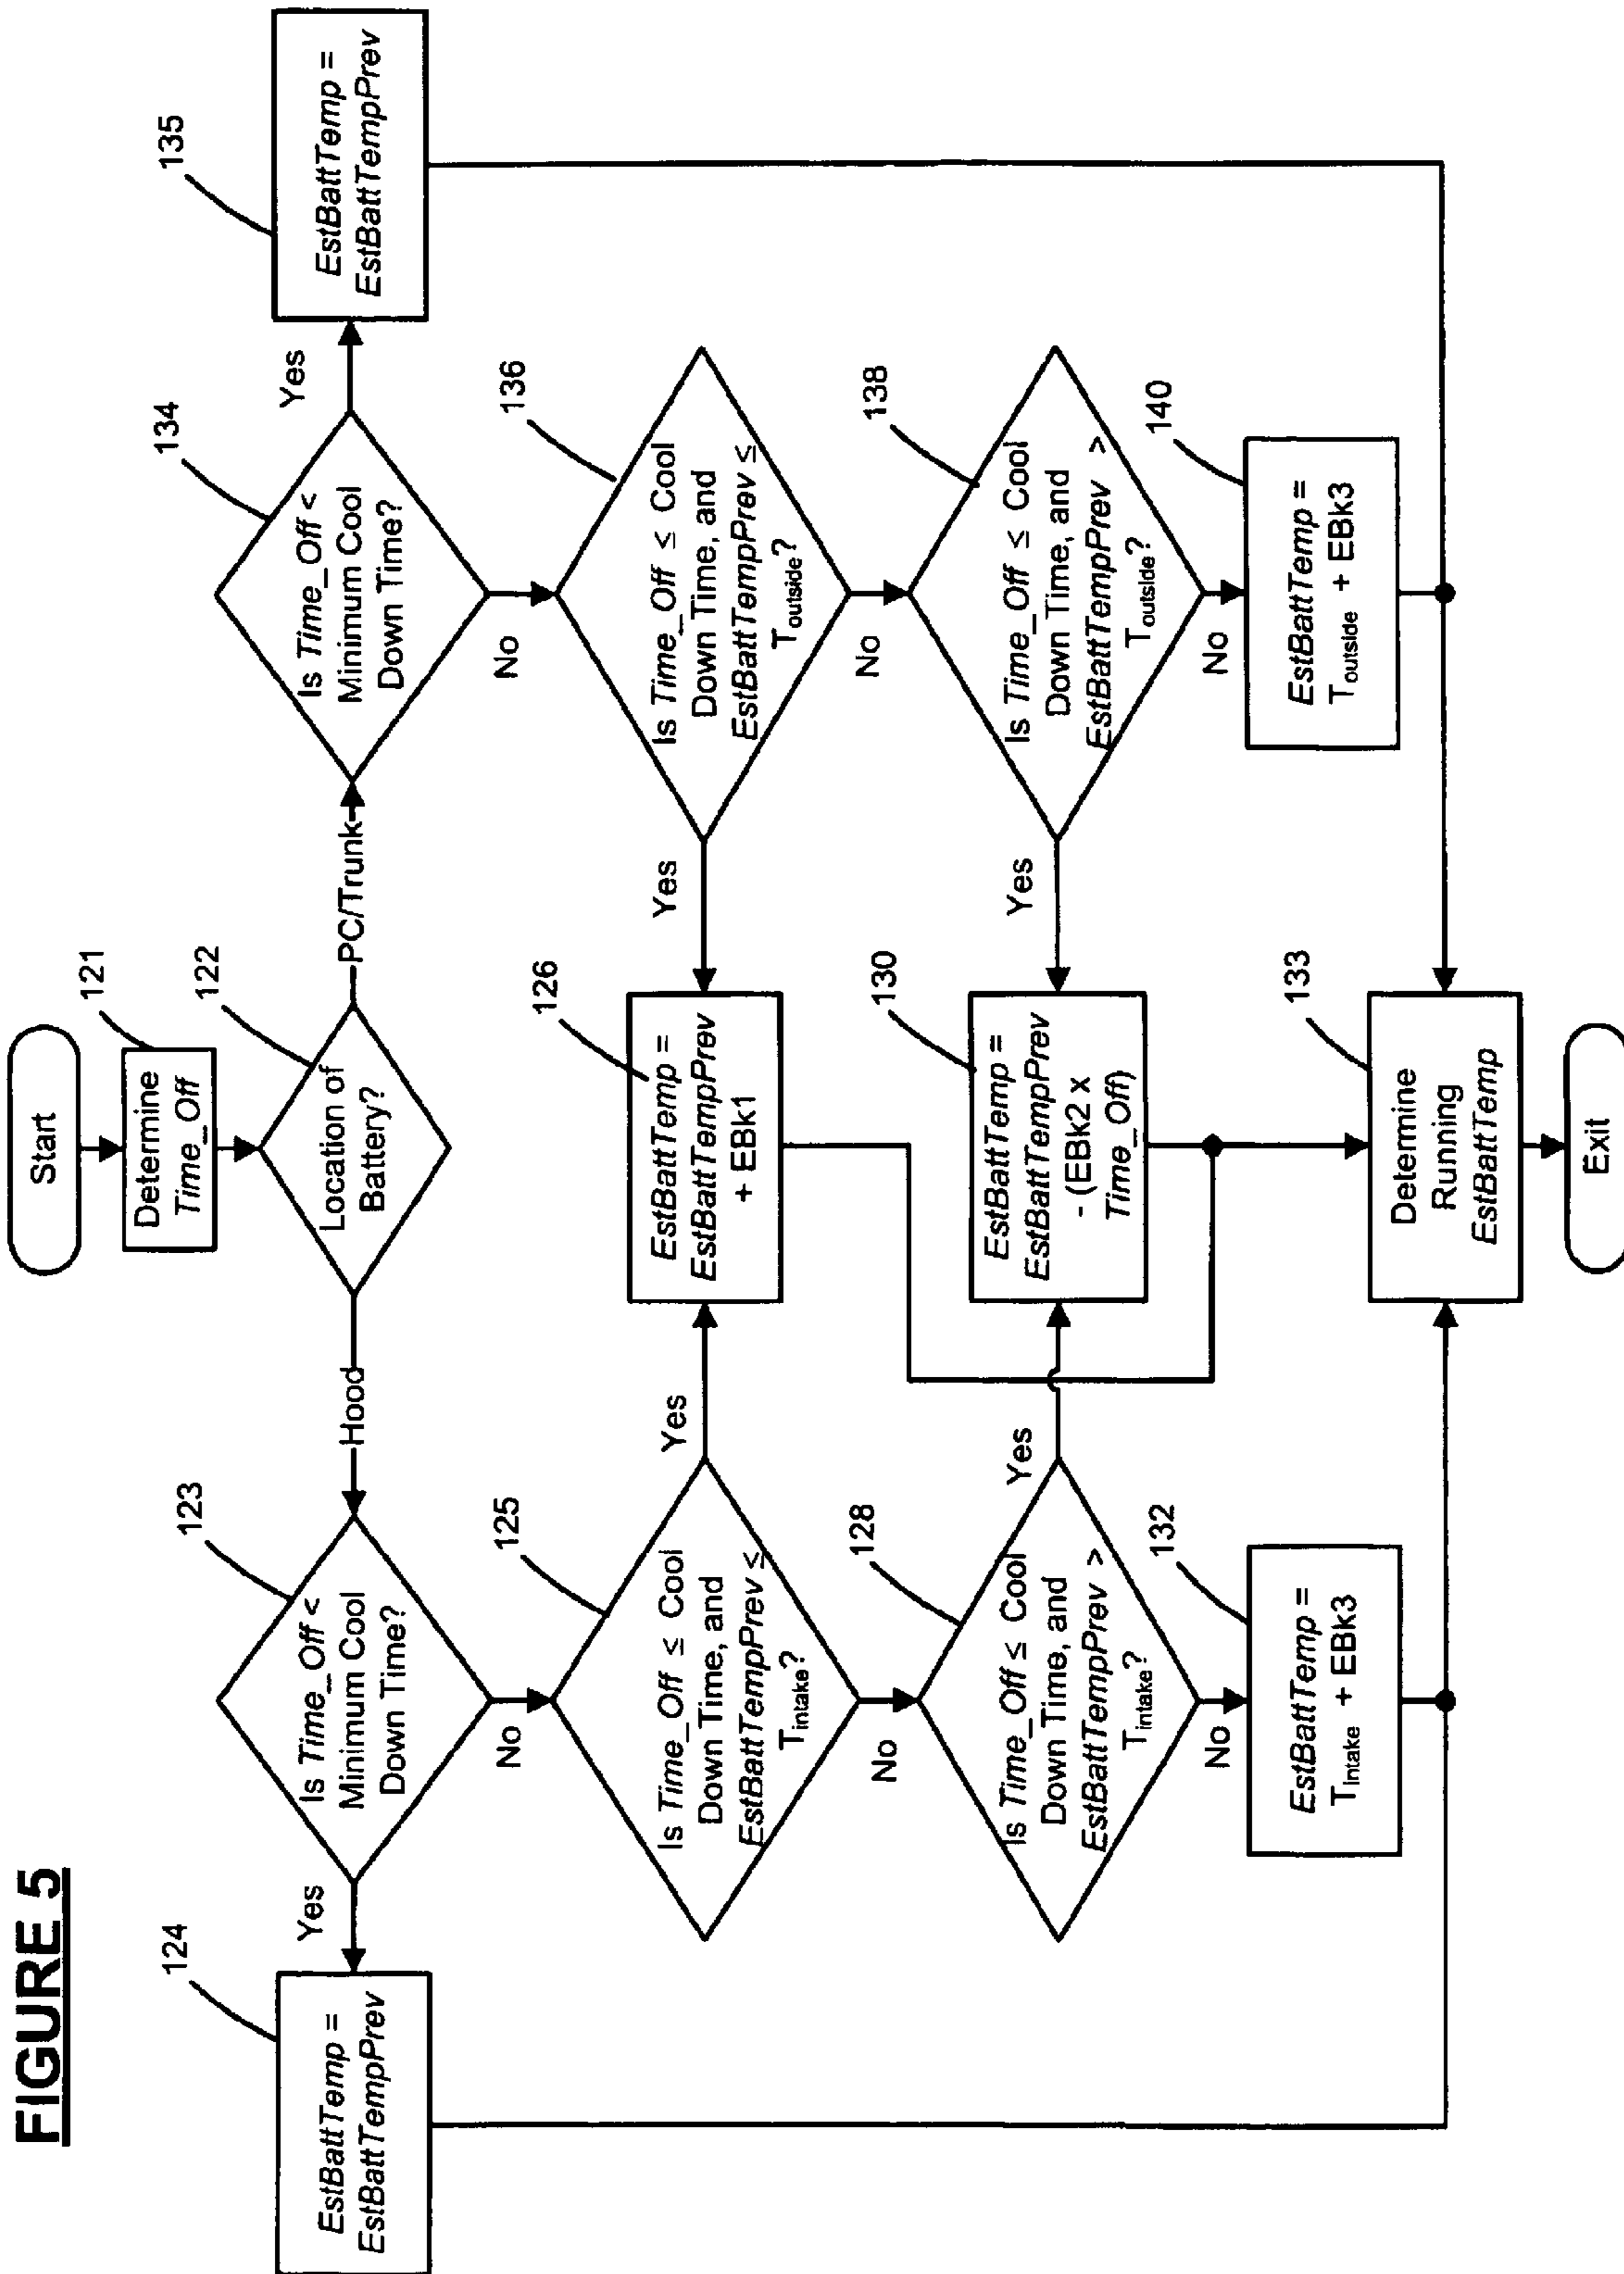 FIGURE 5
Start
121
Determine
Time_Off
122
Location of
Battery?
Hood
PC/Trunk
123
Is Time_Off <
Minimum Cool
Down Time?
Yes
No
124
EstBattTemp =
EstBattTempPrev
125
Is Time_Off ≤ Cool
Down Time, and
EstBattTempPrev ≤
Tintake?
Yes
No
126
EstBattTemp =
EstBattTempPrev
+ EBk1
128
Is Time_Off ≤ Cool
Down Time, and
EstBattTempPrev >
Tintake?
Yes
No
130
EstBattTemp =
EstBattTempPrev
- (EBk2 x
Time_Off)
132
EstBattTemp =
Tintake + EBk3
133
Determine
Running
EstBattTemp
Exit
134
Is Time_Off <
Minimum Cool
Down Time?
Yes
No
135
EstBattTemp =
EstBattTempPrev
136
Is Time_Off ≤ Cool
Down Time, and
EstBattTempPrev ≤
Toutside?
Yes
No
138
Is Time_Off ≤ Cool
Down Time, and
EstBattTempPrev >
Toutside?
Yes
No
140
EstBattTemp =
Toutside + EBk3